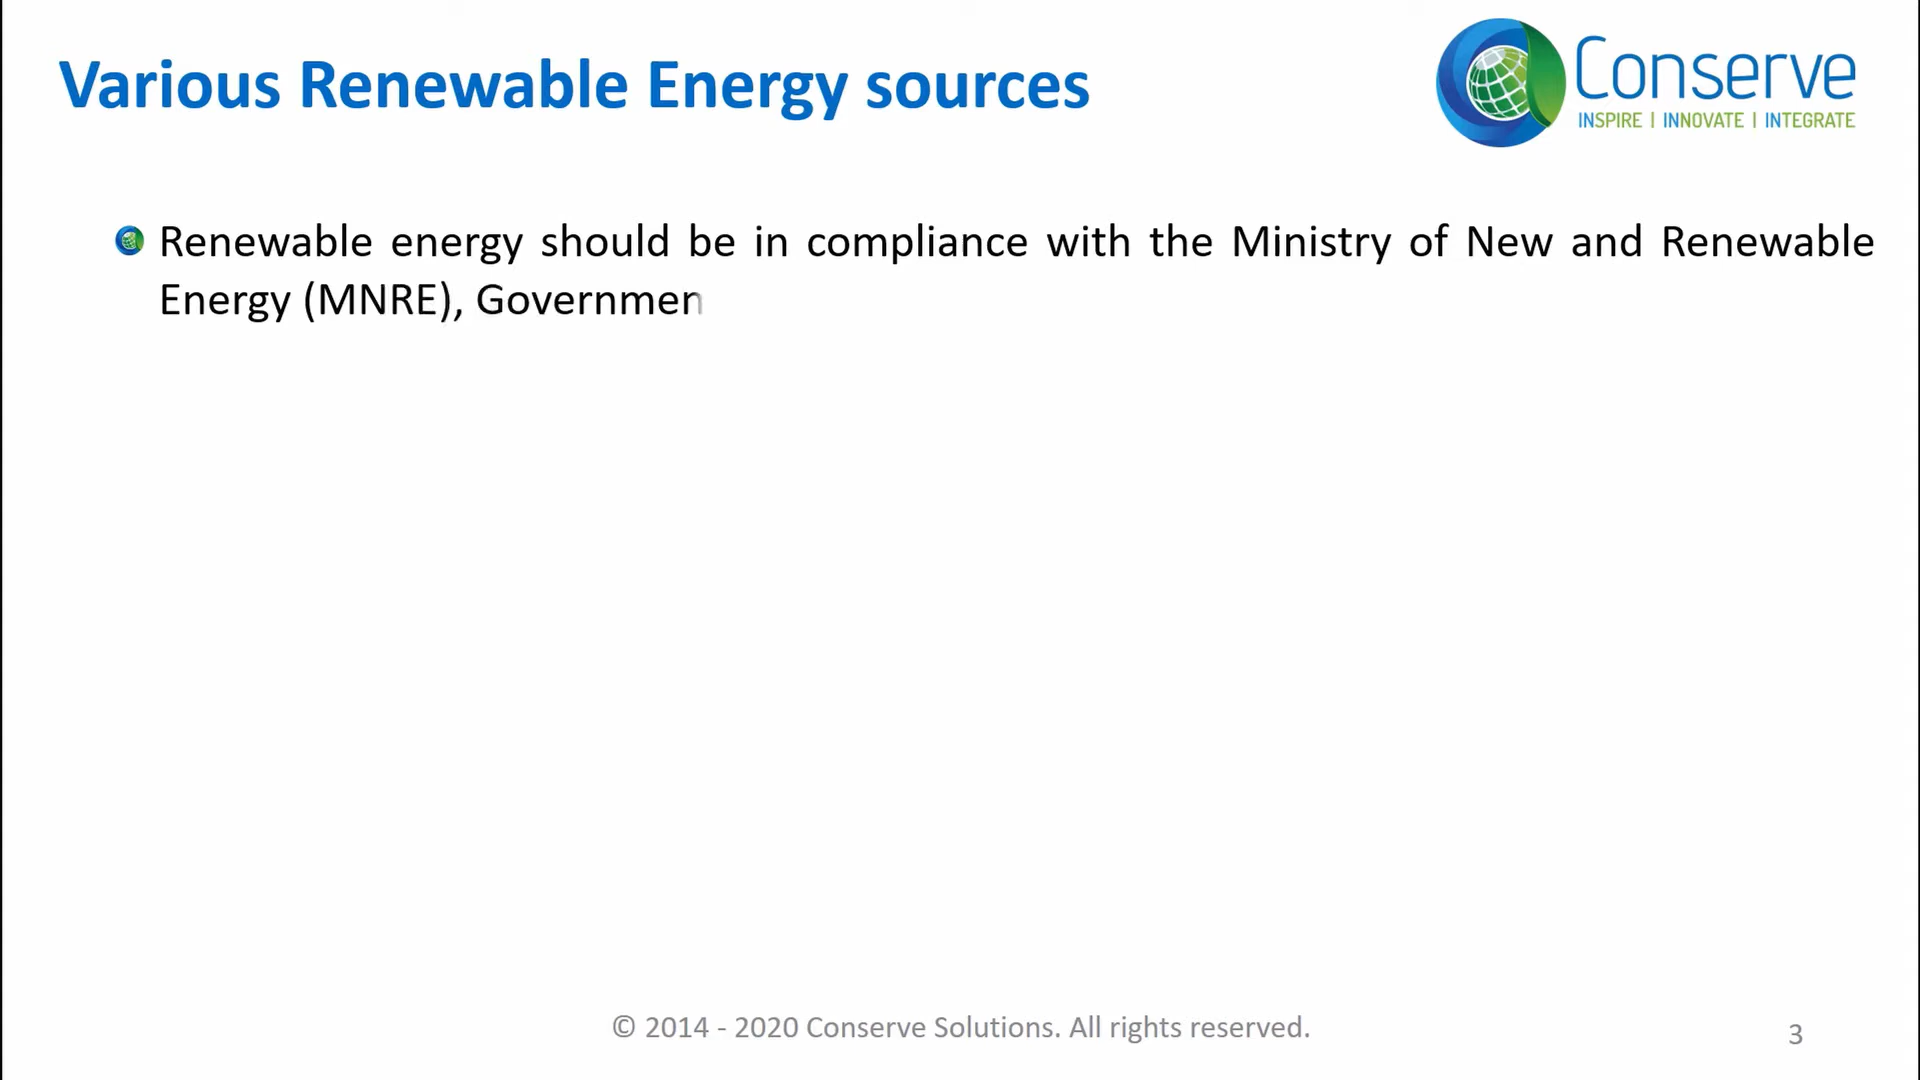 Various Renewable Energy sources
Conserve
INSPIRE | INNOVATE | INTEGRATE
Renewable energy should be in compliance with the Ministry of New and Renewable
Energy (MNRE), Governmen
© 2014 - 2020 Conserve Solutions. All rights reserved.
3